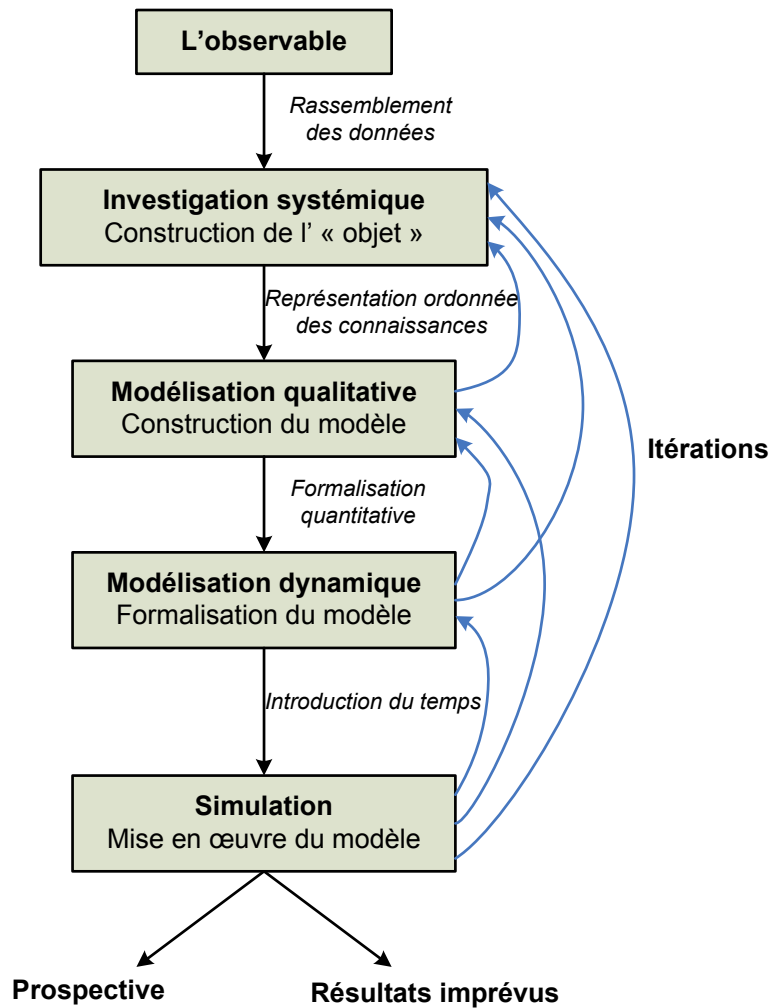 L’observable
Rassemblement
des données
Investigation systémique
Construction de l’ « objet »
Représentation ordonnée
des connaissances
Modélisation qualitative
Construction du modèle
Itérations
Formalisation
quantitative
Modélisation dynamique
Formalisation du modèle
Introduction du temps
Simulation
Mise en œuvre du modèle
Prospective
Résultats imprévus